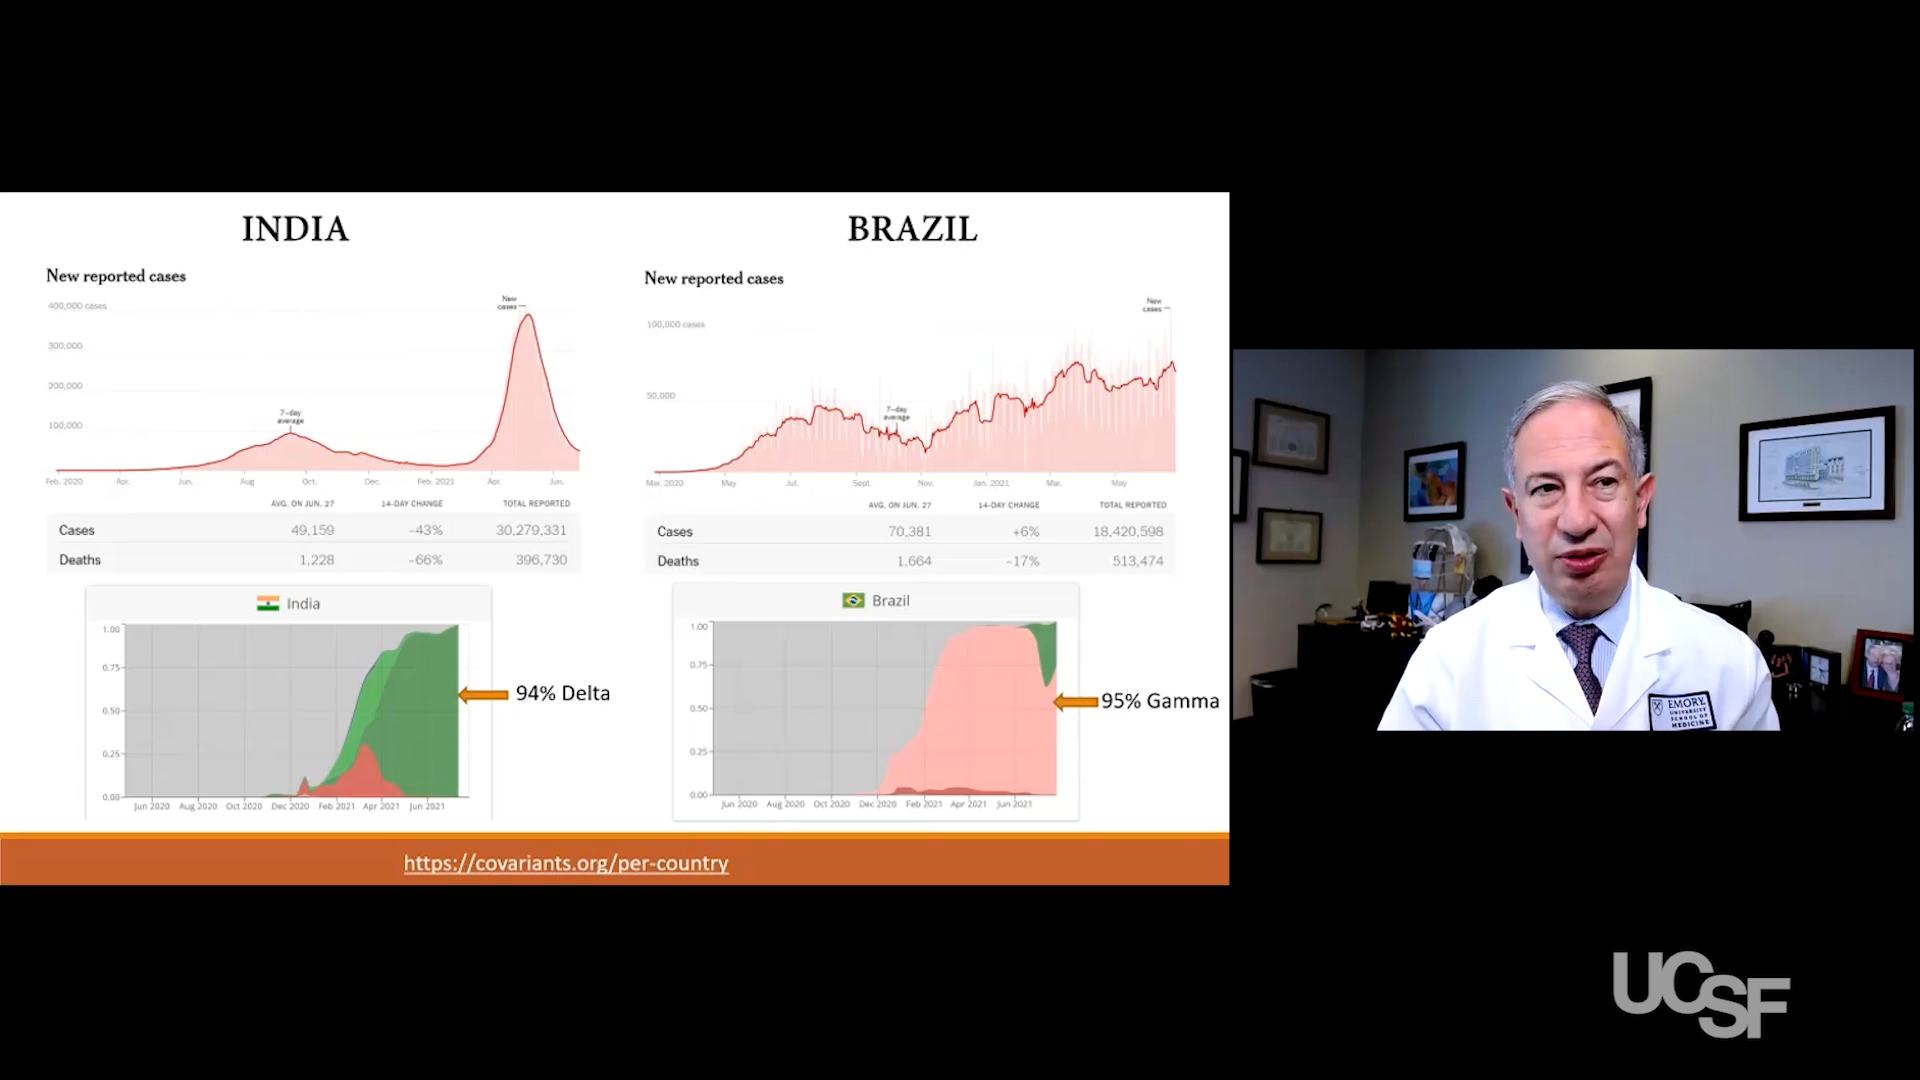 INDIA
New reported cases
400,000 cases
300,000
200,000
100,000
New
cases
7-day
average
Feb. 2020 Apr. Jun. Aug. Oct. Dec. Feb. 2021 Apr. Jun.
AVG. ON JUN. 27 14-DAY CHANGE TOTAL REPORTED
Cases 49,159 -43% 30,279,331
Deaths 1,228 -66% 396,730
India
1.00
0.75
0.50
0.25
0.00
Jun 2020 Aug 2020 Oct 2020 Dec 2020 Feb 2021 Apr 2021 Jun 2021
94% Delta
BRAZIL
New reported cases
100,000 cases
50,000
New
cases
7-day
average
Mar. 2020 May Jul. Sept. Nov. Jan. 2021 Mar. May
AVG. ON JUN. 27 14-DAY CHANGE TOTAL REPORTED
Cases 70,381 +6% 18,420,598
Deaths 1,664 -17% 513,474
Brazil
1.00
0.75
0.50
0.25
0.00
Jun 2020 Aug 2020 Oct 2020 Dec 2020 Feb 2021 Apr 2021 Jun 2021
95% Gamma
https://covariants.org/per-country
EMORY
UNIVERSITY
SCHOOL OF
MEDICINE
UCSF